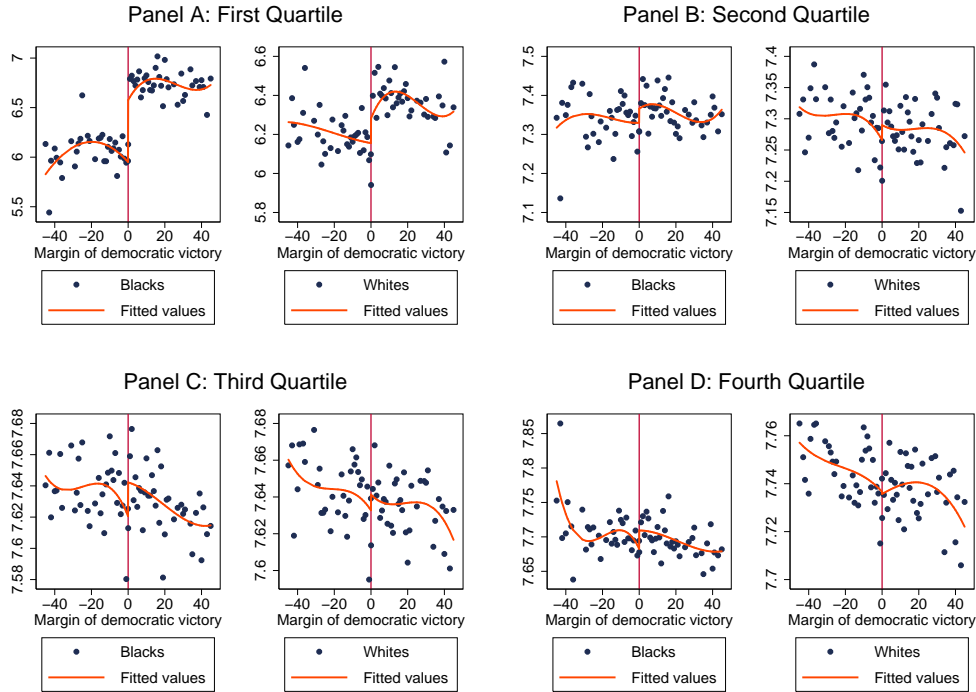 Panel A: First Quartile
Panel B: Second Quartile
5.5 6 6.5 7
−40 −20 0 20 40
Margin of democratic victory
Blacks
Fitted values
5.8 6 6.2 6.4 6.6
−40 −20 0 20 40
Margin of democratic victory
Whites
Fitted values
7.1 7.2 7.3 7.4 7.5
−40 −20 0 20 40
Margin of democratic victory
Blacks
Fitted values
7.15 7.2 7.25 7.3 7.35 7.4
−40 −20 0 20 40
Margin of democratic victory
Whites
Fitted values
Panel C: Third Quartile
Panel D: Fourth Quartile
7.58 7.6 7.62 7.64 7.66 7.68
−40 −20 0 20 40
Margin of democratic victory
Blacks
Fitted values
7.6 7.62 7.64 7.66 7.68
−40 −20 0 20 40
Margin of democratic victory
Whites
Fitted values
7.65 7.7 7.75 7.8 7.85
−40 −20 0 20 40
Margin of democratic victory
Blacks
Fitted values
7.7 7.72 7.74 7.76
−40 −20 0 20 40
Margin of democratic victory
Whites
Fitted values